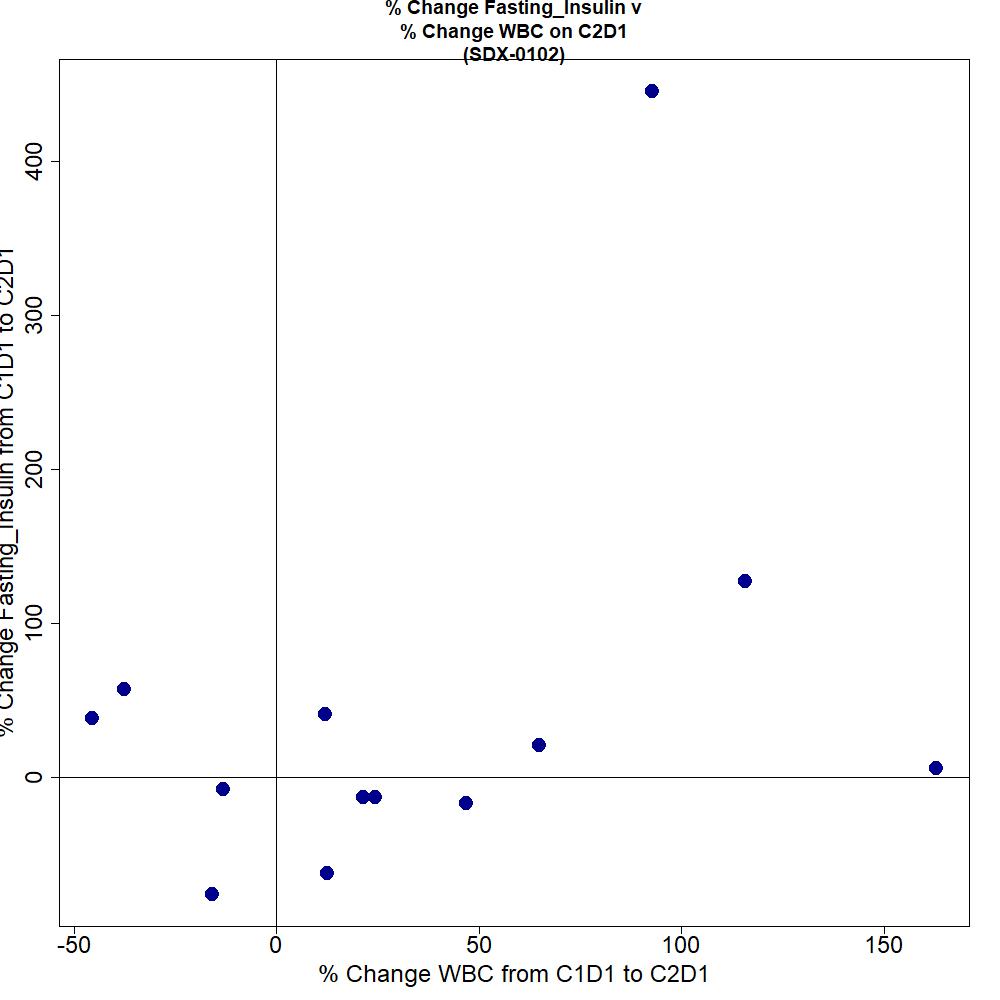 % Change Fasting_Insulin v
% Change WBC on C2D1
(SDX-0102)
% Change Fasting_Insulin from C1D1 to C2D1
400
300
200
100
0
-50
0
50
100
150
% Change WBC from C1D1 to C2D1